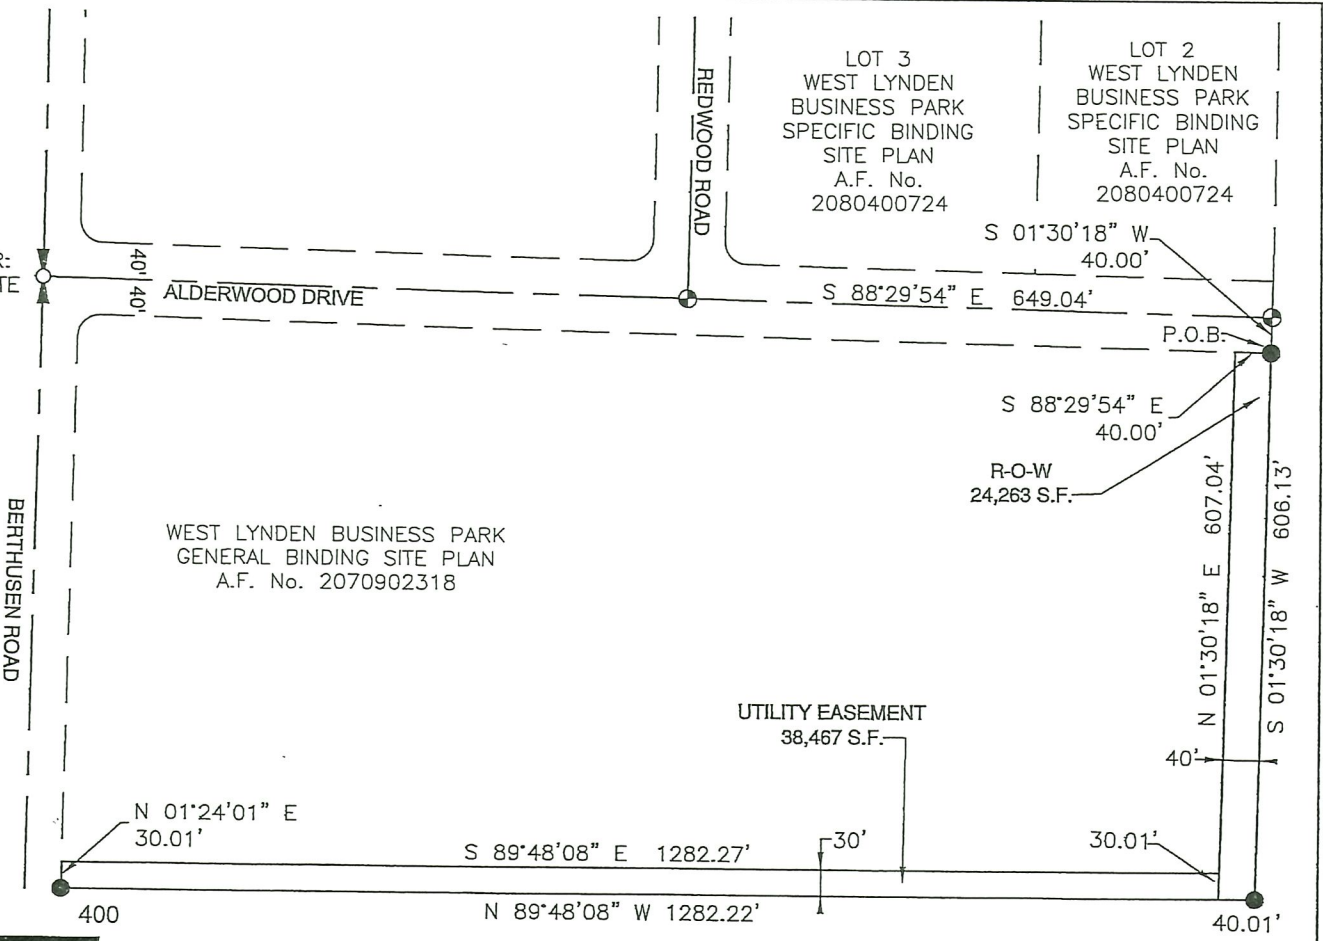 LOT 3
WEST LYNDEN
BUSINESS PARK
SPECIFIC BINDING
SITE PLAN
A.F. No.
2080400724
LOT 2
WEST LYNDEN
BUSINESS PARK
SPECIFIC BINDING
SITE PLAN
A.F. No.
2080400724
REDWOOD ROAD
S 01°30'18" W
40.00'
R:
TE
40'
40'
ALDERWOOD DRIVE
S 88°29'54" E 649.04'
P.O.B.
S 88°29'54" E
40.00'
R-O-W
24,263 S.F.
N 01°30'18" E 607.04'
S 01°30'18" W 606.13'
BERTHUSEN ROAD
WEST LYNDEN BUSINESS PARK
GENERAL BINDING SITE PLAN
A.F. No. 2070902318
UTILITY EASEMENT
38,467 S.F.
40'
N 01°24'01" E
30.01'
S 89°48'08" E 1282.27'
30'
30.01'
400
N 89°48'08" W 1282.22'
40.01'